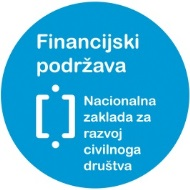 Financijski
podržava
Nacionalna
zaklada za
razvoj
civilnoga
društva